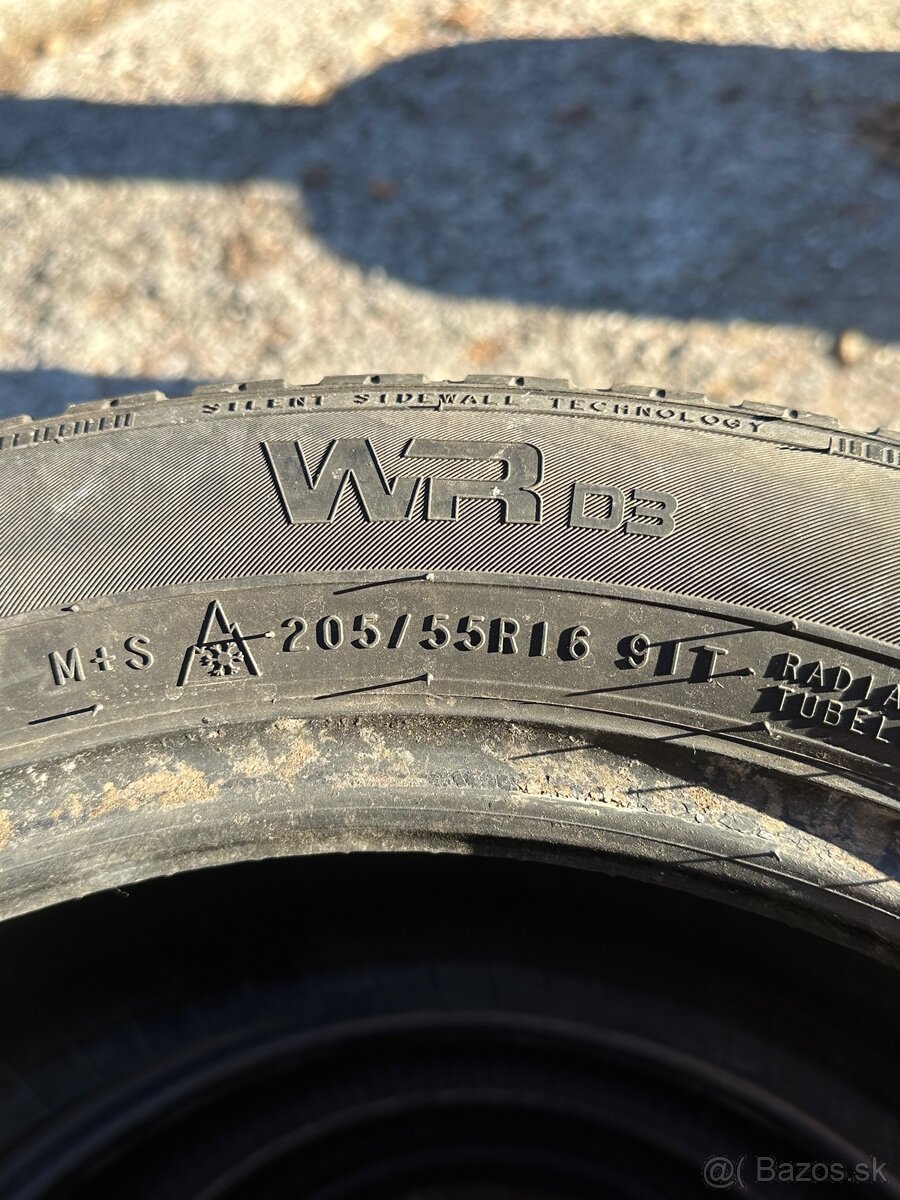 SILENT SIDEWALL TECHNOLOGY
WR D3
M+S 205/55R16 91T RADIA
TUBEL
@( Bazos.sk